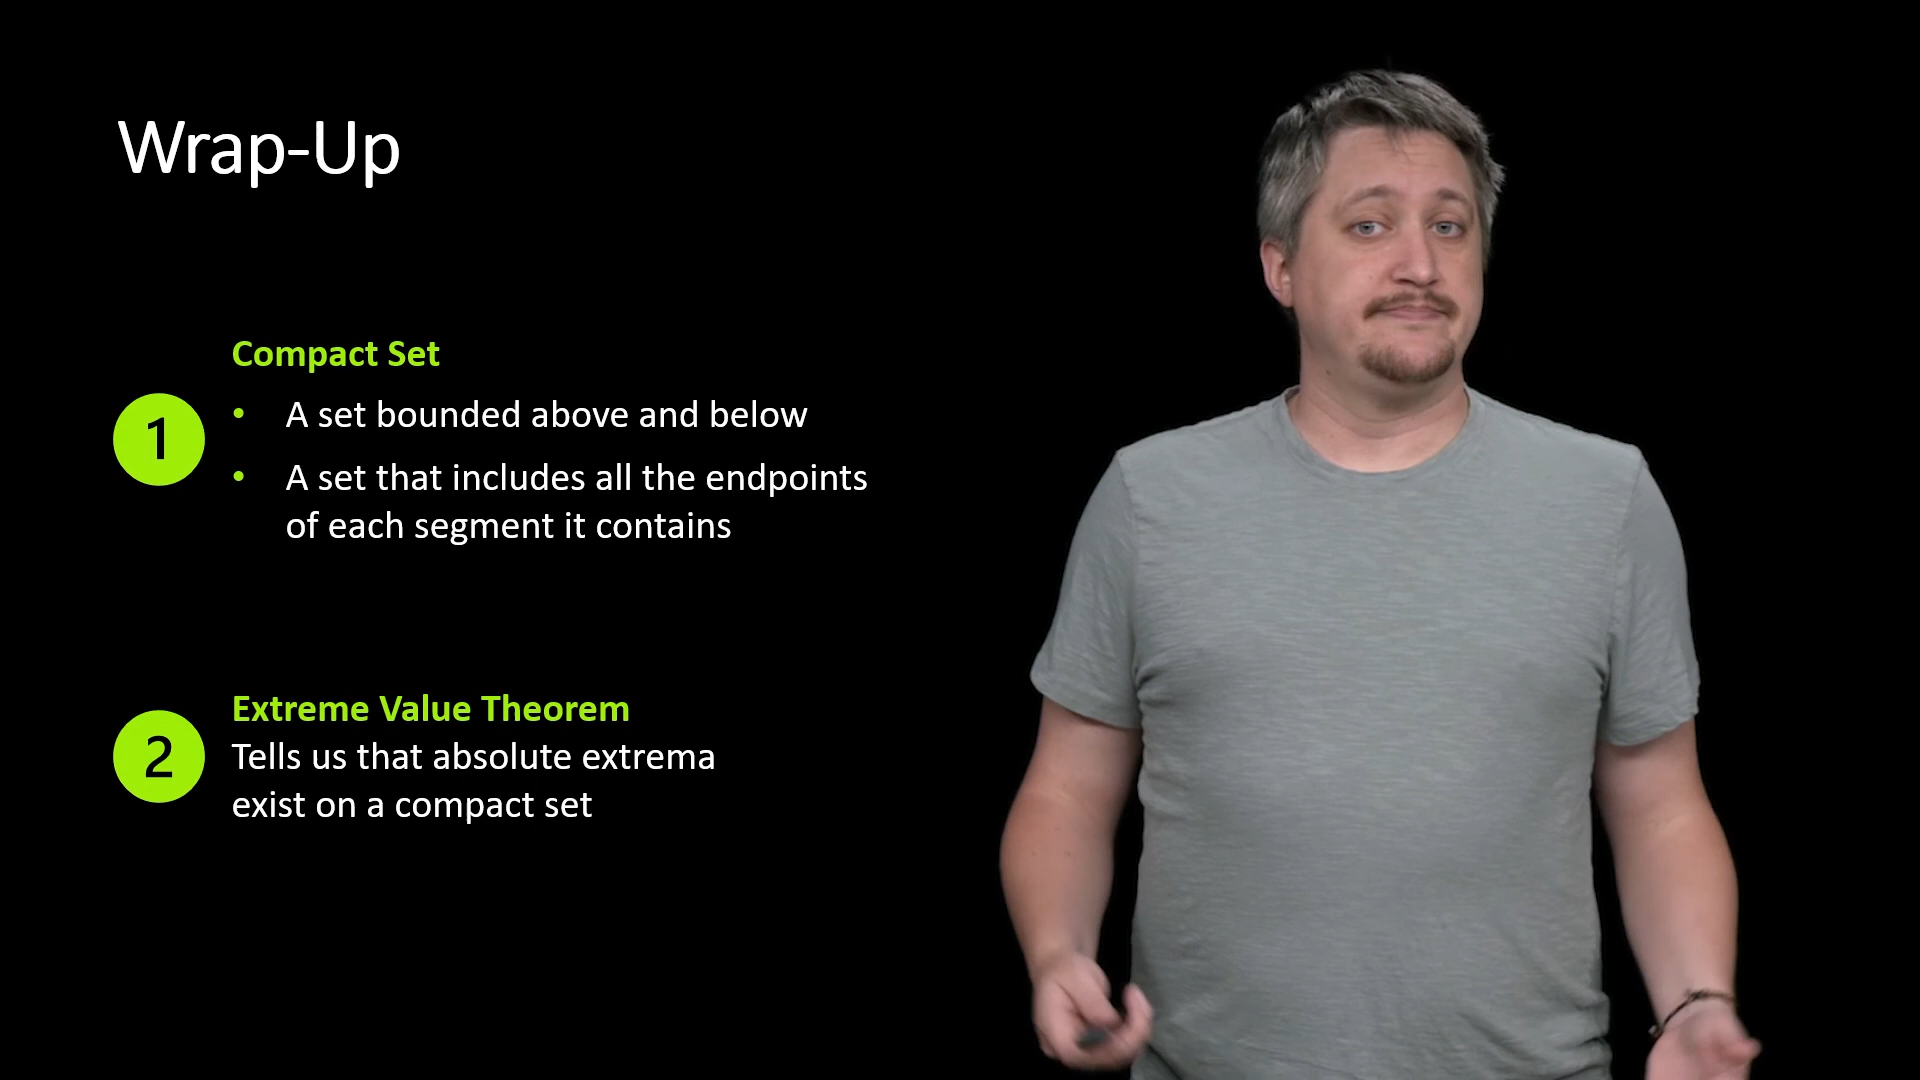 Wrap-Up
Compact Set
1
• A set bounded above and below
• A set that includes all the endpoints
of each segment it contains
Extreme Value Theorem
2
Tells us that absolute extrema
exist on a compact set